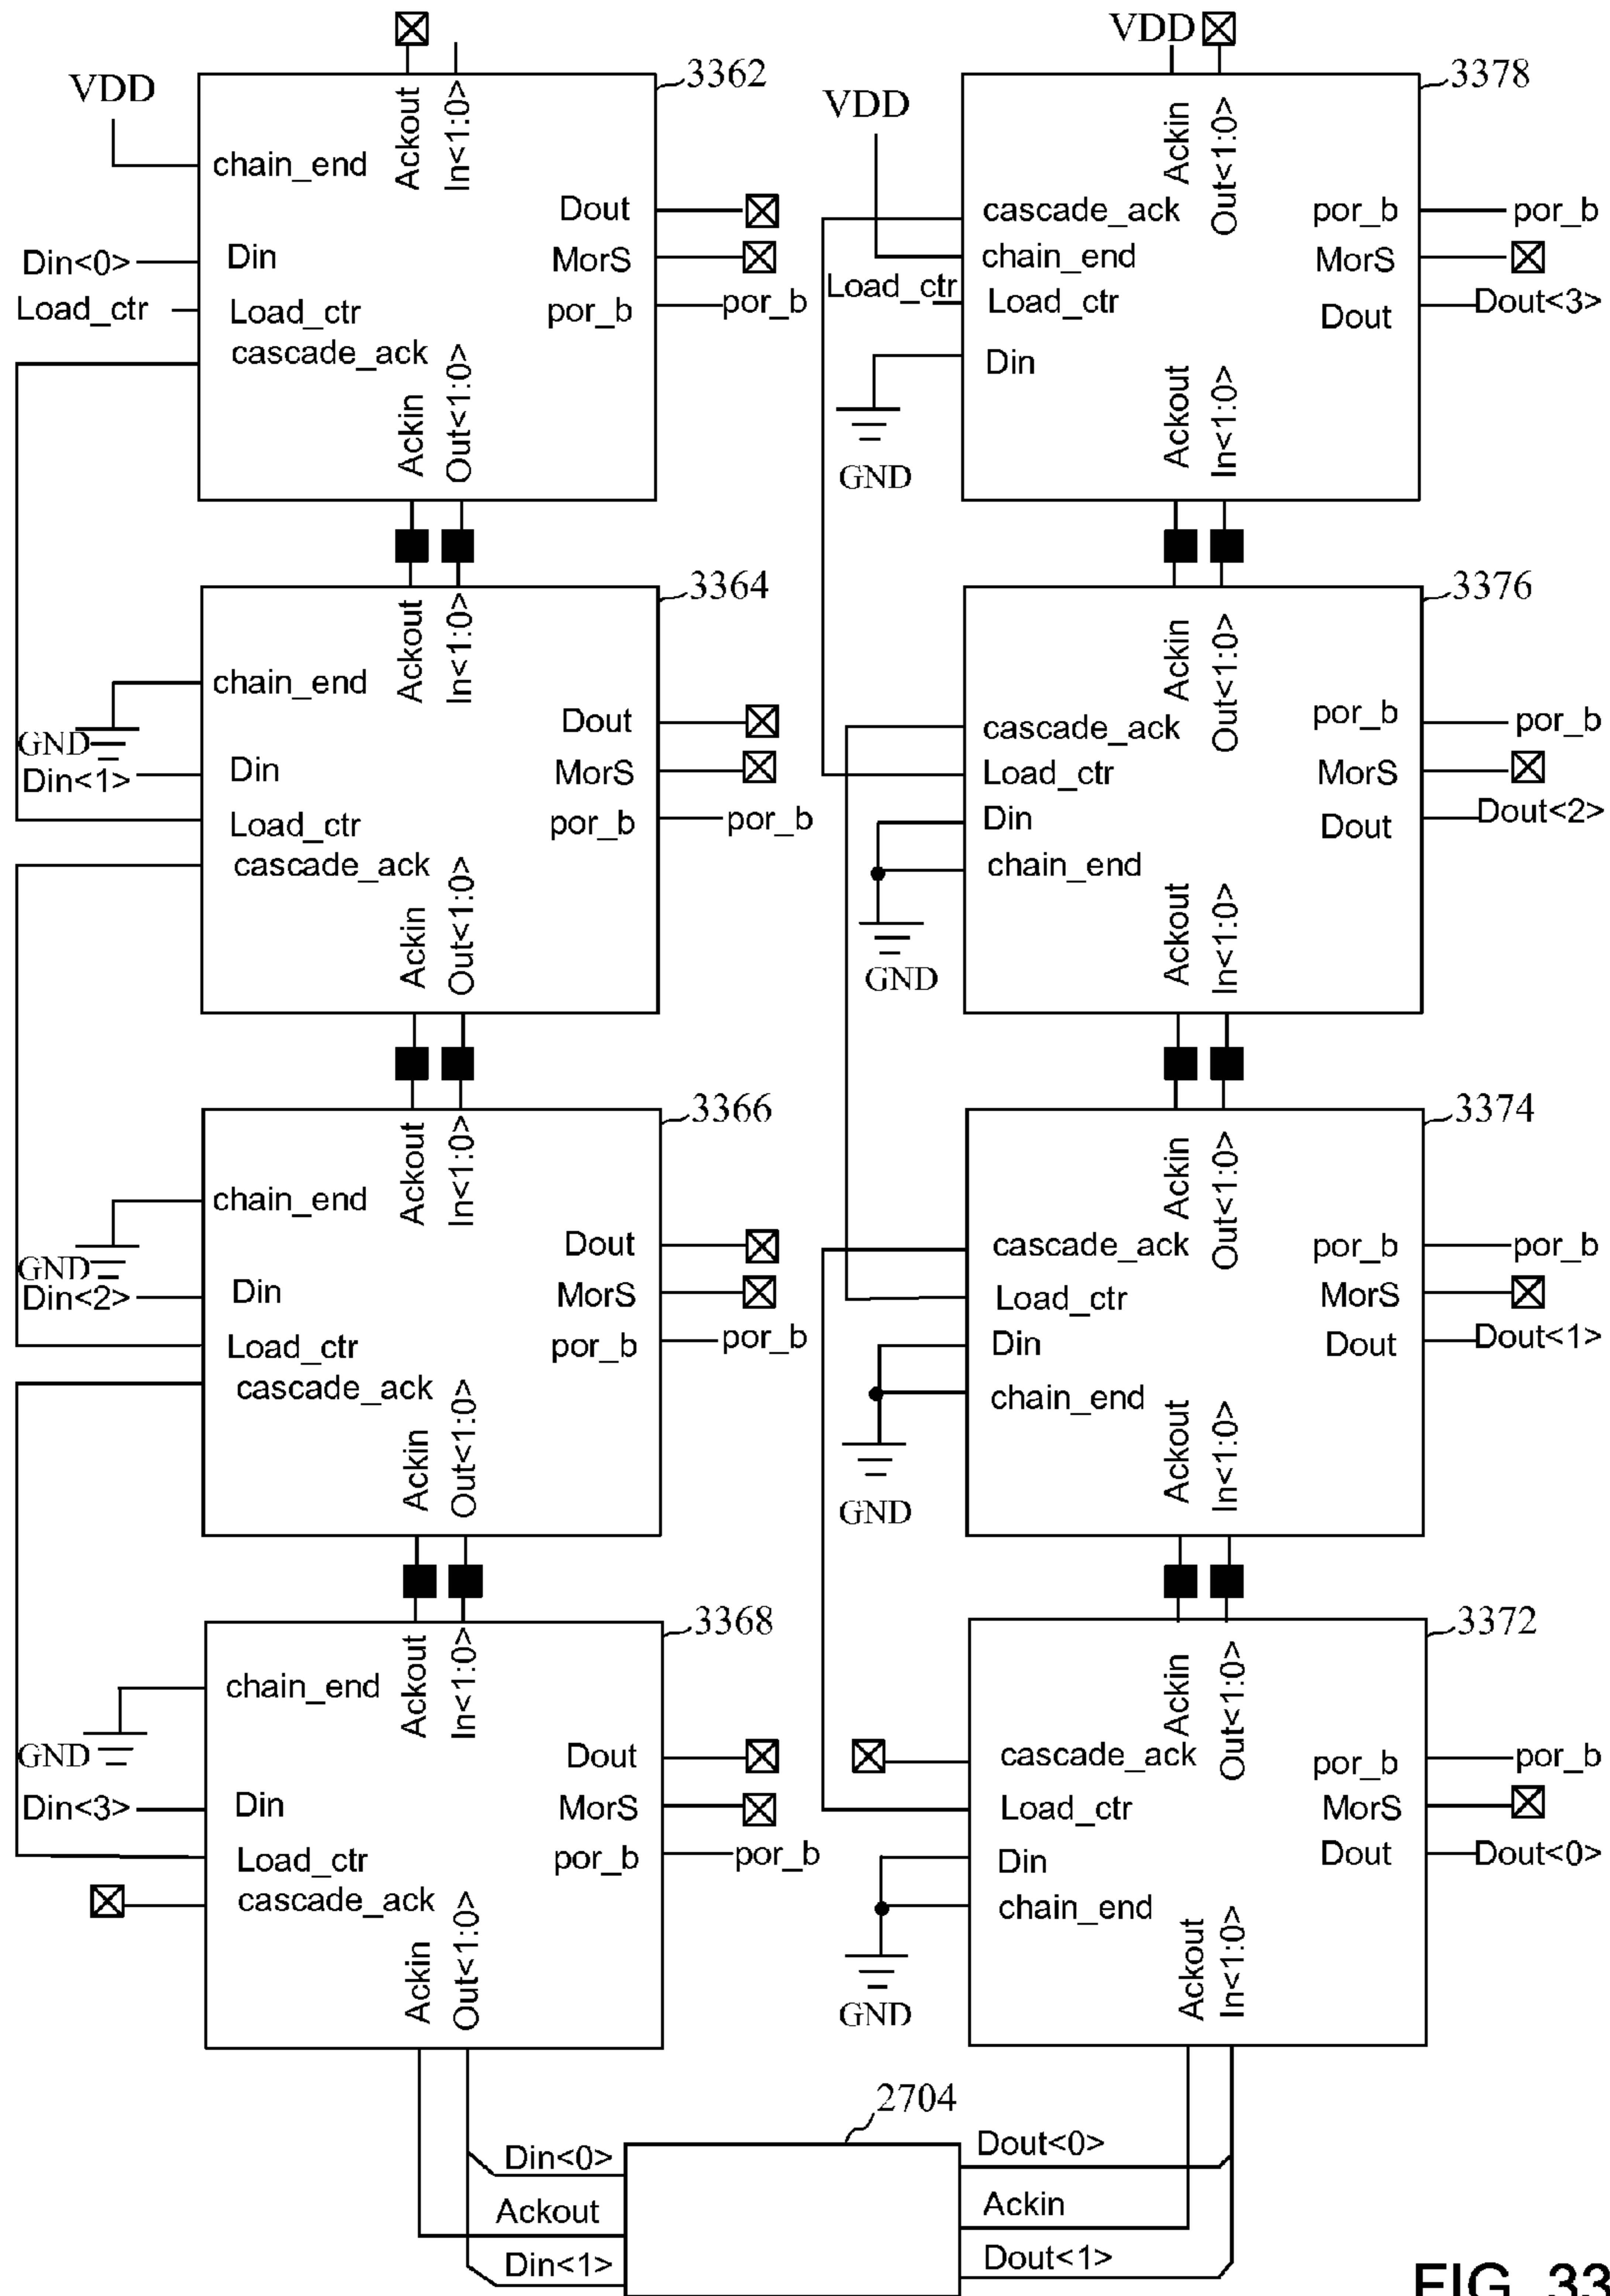 VDD
3362
chain_end
Ackout
In<1:0>
Dout
Din<0>
Din
MorS
Load_ctr
Load_ctr
por_b
por_b
cascade_ack
Ackin
Out<1:0>
3364
chain_end
Ackout
In<1:0>
GND
Dout
Din<1>
Din
MorS
Load_ctr
por_b
por_b
cascade_ack
Ackin
Out<1:0>
3366
chain_end
Ackout
In<1:0>
GND
Dout
Din<2>
Din
MorS
Load_ctr
por_b
por_b
cascade_ack
Ackin
Out<1:0>
3368
chain_end
Ackout
In<1:0>
GND
Dout
Din<3>
Din
MorS
Load_ctr
por_b
por_b
cascade_ack
Ackin
Out<1:0>
VDD
3378
VDD
Ackin
Out<1:0>
cascade_ack
por_b
por_b
chain_end
MorS
Load_ctr
Load_ctr
Dout
Dout<3>
Din
GND
Ackout
In<1:0>
3376
Ackin
Out<1:0>
cascade_ack
por_b
por_b
Load_ctr
MorS
Din
Dout
Dout<2>
chain_end
GND
Ackout
In<1:0>
3374
Ackin
Out<1:0>
cascade_ack
por_b
por_b
Load_ctr
MorS
Din
Dout
Dout<1>
chain_end
GND
Ackout
In<1:0>
3372
Ackin
Out<1:0>
cascade_ack
por_b
por_b
Load_ctr
MorS
Din
Dout
Dout<0>
chain_end
GND
Ackout
In<1:0>
2704
Din<0>
Dout<0>
Ackout
Ackin
Din<1>
Dout<1>
FIG. 33